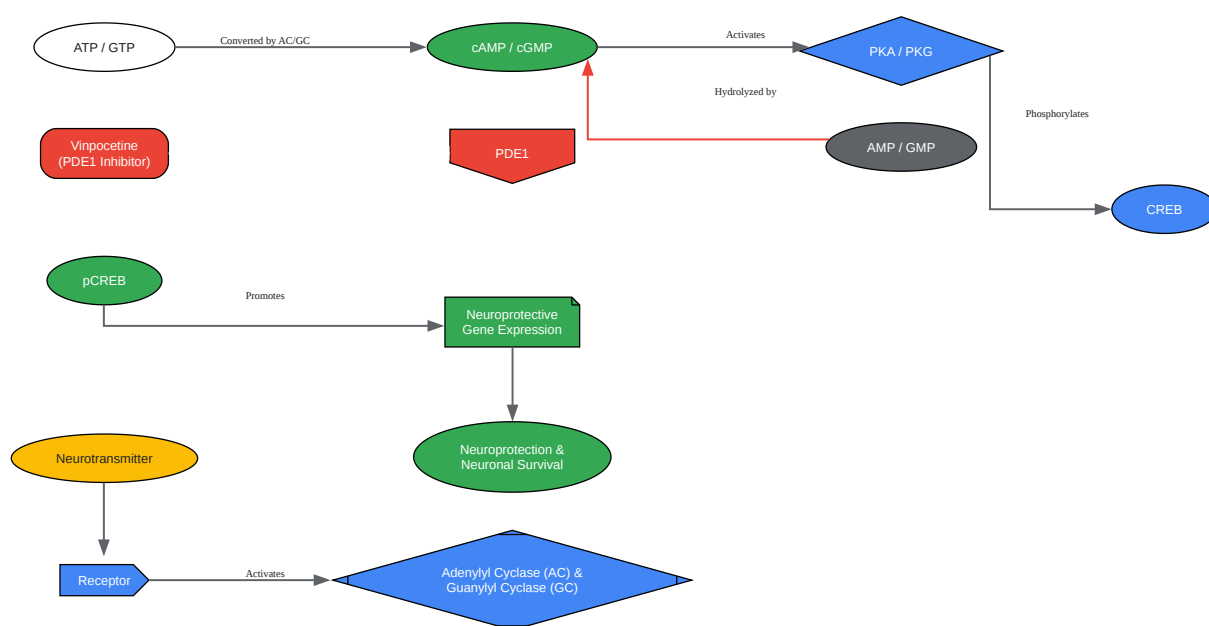 ATP / GTP
Converted by AC/GC
cAMP / cGMP
Activates
PKA / PKG
Hydrolyzed by
Phosphorylates
Vinpocetine
(PDE1 Inhibitor)
PDE1
AMP / GMP
CREB
pCREB
Promotes
Neuroprotective
Gene Expression
Neurotransmitter
Neuroprotection &
Neuronal Survival
Receptor
Activates
Adenylyl Cyclase (AC) &
Guanylyl Cyclase (GC)